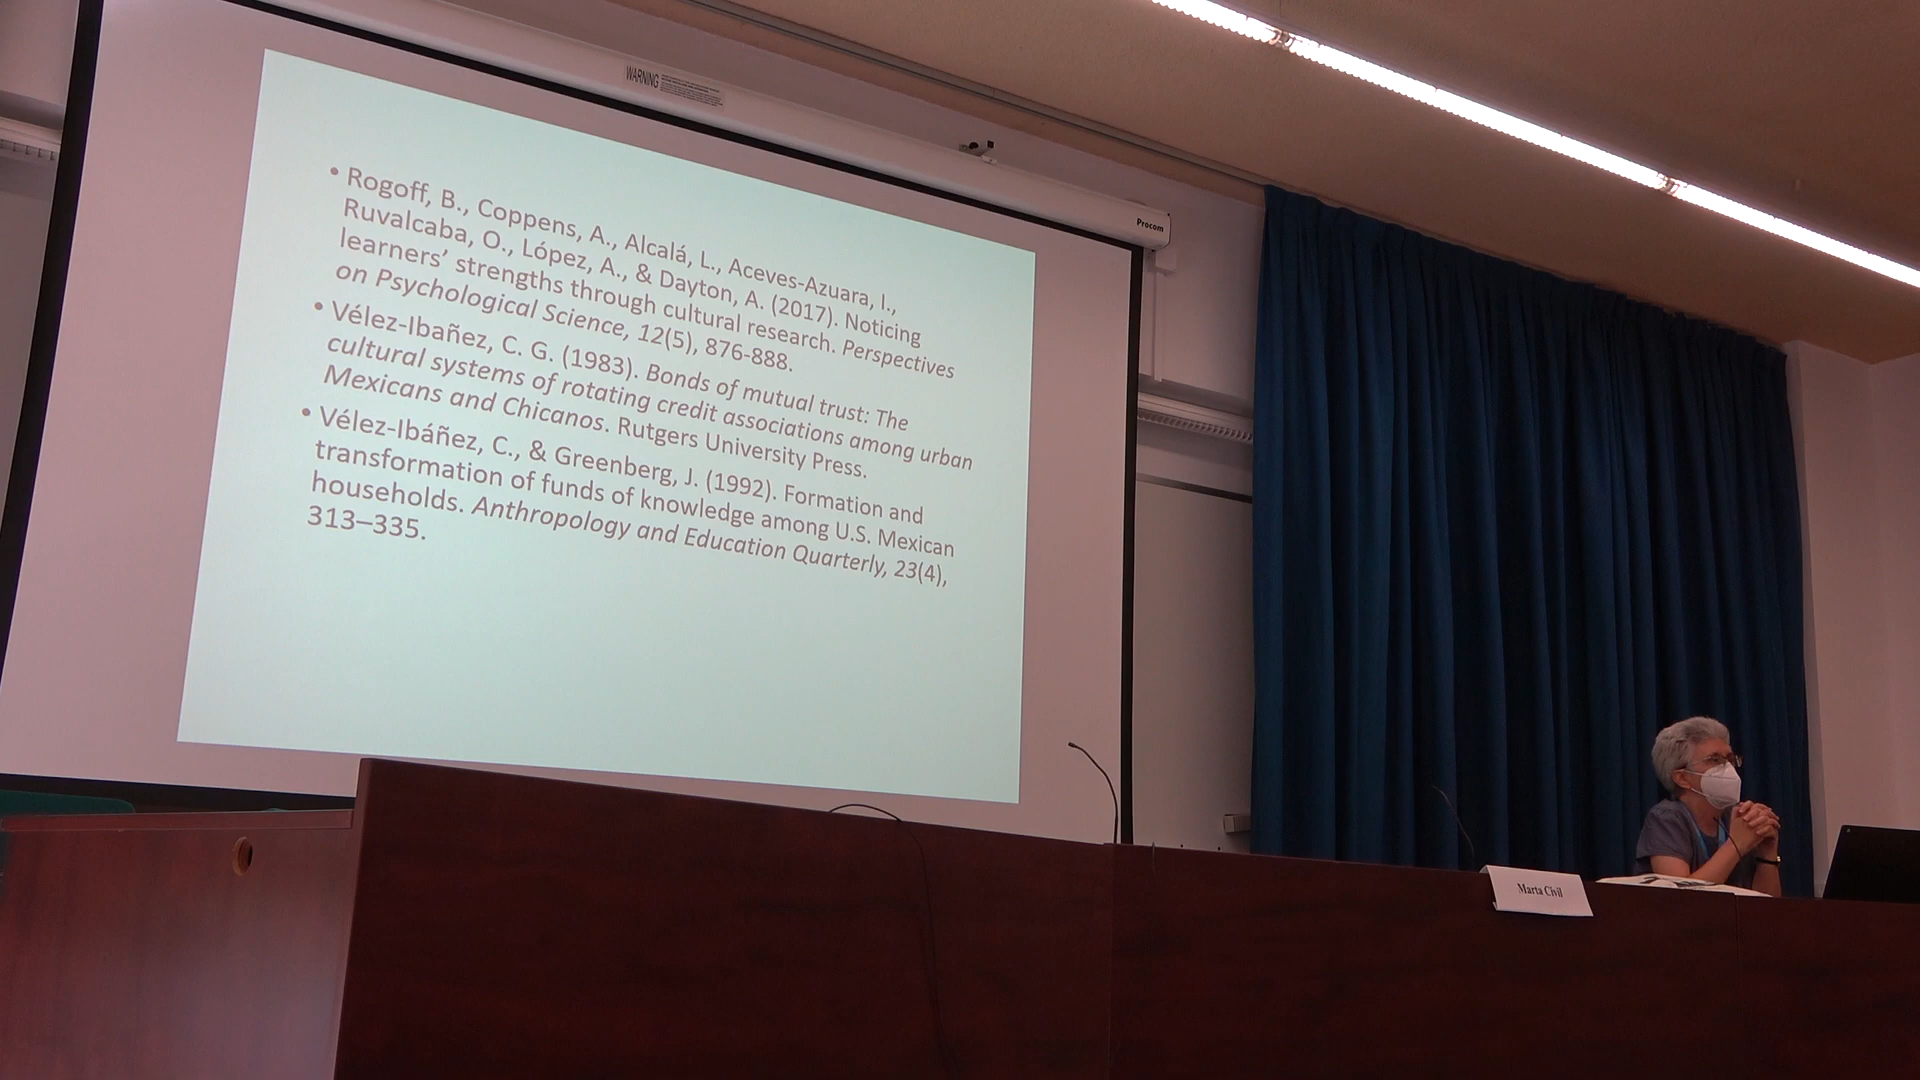 WARNING
Procom
• Rogoff, B., Coppens, A., Alcalá, L., Aceves-Azuara, I.,
Ruvalcaba, O., López, A., & Dayton, A. (2017). Noticing
learners’ strengths through cultural research. Perspectives
on Psychological Science, 12(5), 876-888.
• Vélez-Ibañez, C. G. (1983). Bonds of mutual trust: The
cultural systems of rotating credit associations among urban
Mexicans and Chicanos. Rutgers University Press.
• Vélez-Ibáñez, C., & Greenberg, J. (1992). Formation and
transformation of funds of knowledge among U.S. Mexican
households. Anthropology and Education Quarterly, 23(4),
313–335.
Marta Civil